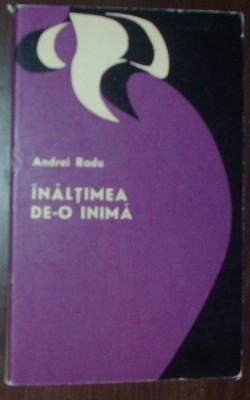 Andrei Radu
ÎNĂLȚIMEA
DE-O INIMĂ